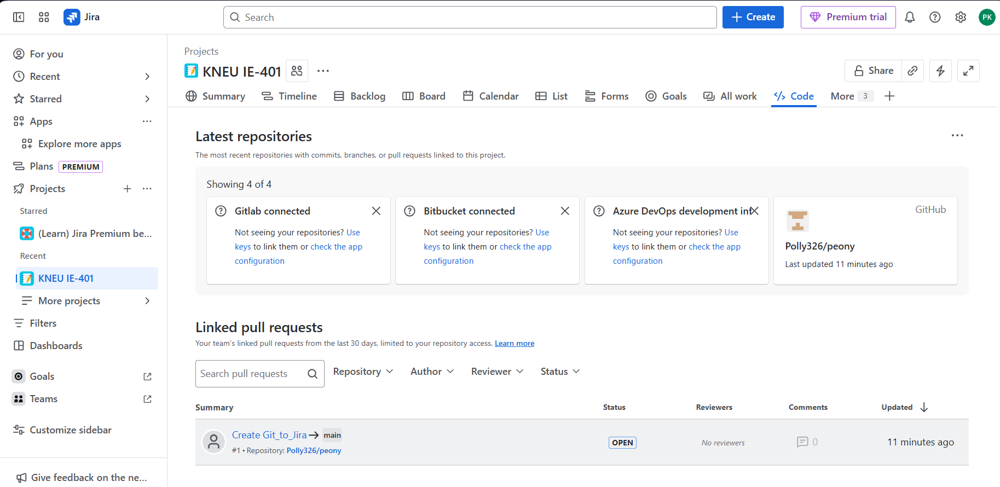 Jira
Search
Create
Premium trial
PK
For you
Recent
Starred
Apps
Explore more apps
Plans PREMIUM
Projects
Starred
(Learn) Jira Premium be...
Recent
KNEU IE-401
More projects
Filters
Dashboards
Goals
Teams
Customize sidebar
Give feedback on the ne...
Projects
KNEU IE-401
Share
Summary Timeline Backlog Board Calendar List Forms Goals All work Code More 3
Latest repositories
The most recent repositories with commits, branches, or pull requests linked to this project.
Showing 4 of 4
Gitlab connected
Not seeing your repositories? Use
keys to link them or check the app
configuration
Bitbucket connected
Not seeing your repositories? Use
keys to link them or check the app
configuration
Azure DevOps development inf
Not seeing your repositories? Use
keys to link them or check the app
configuration
GitHub
Polly326/peony
Last updated 11 minutes ago
Linked pull requests
Your team's linked pull requests from the last 30 days, limited to your repository access. Learn more
Search pull requests Repository Author Reviewer Status
Summary Status Reviewers Comments Updated
Create Git_to_Jira → main
#1 • Repository: Polly326/peony
OPEN No reviewers 0 11 minutes ago